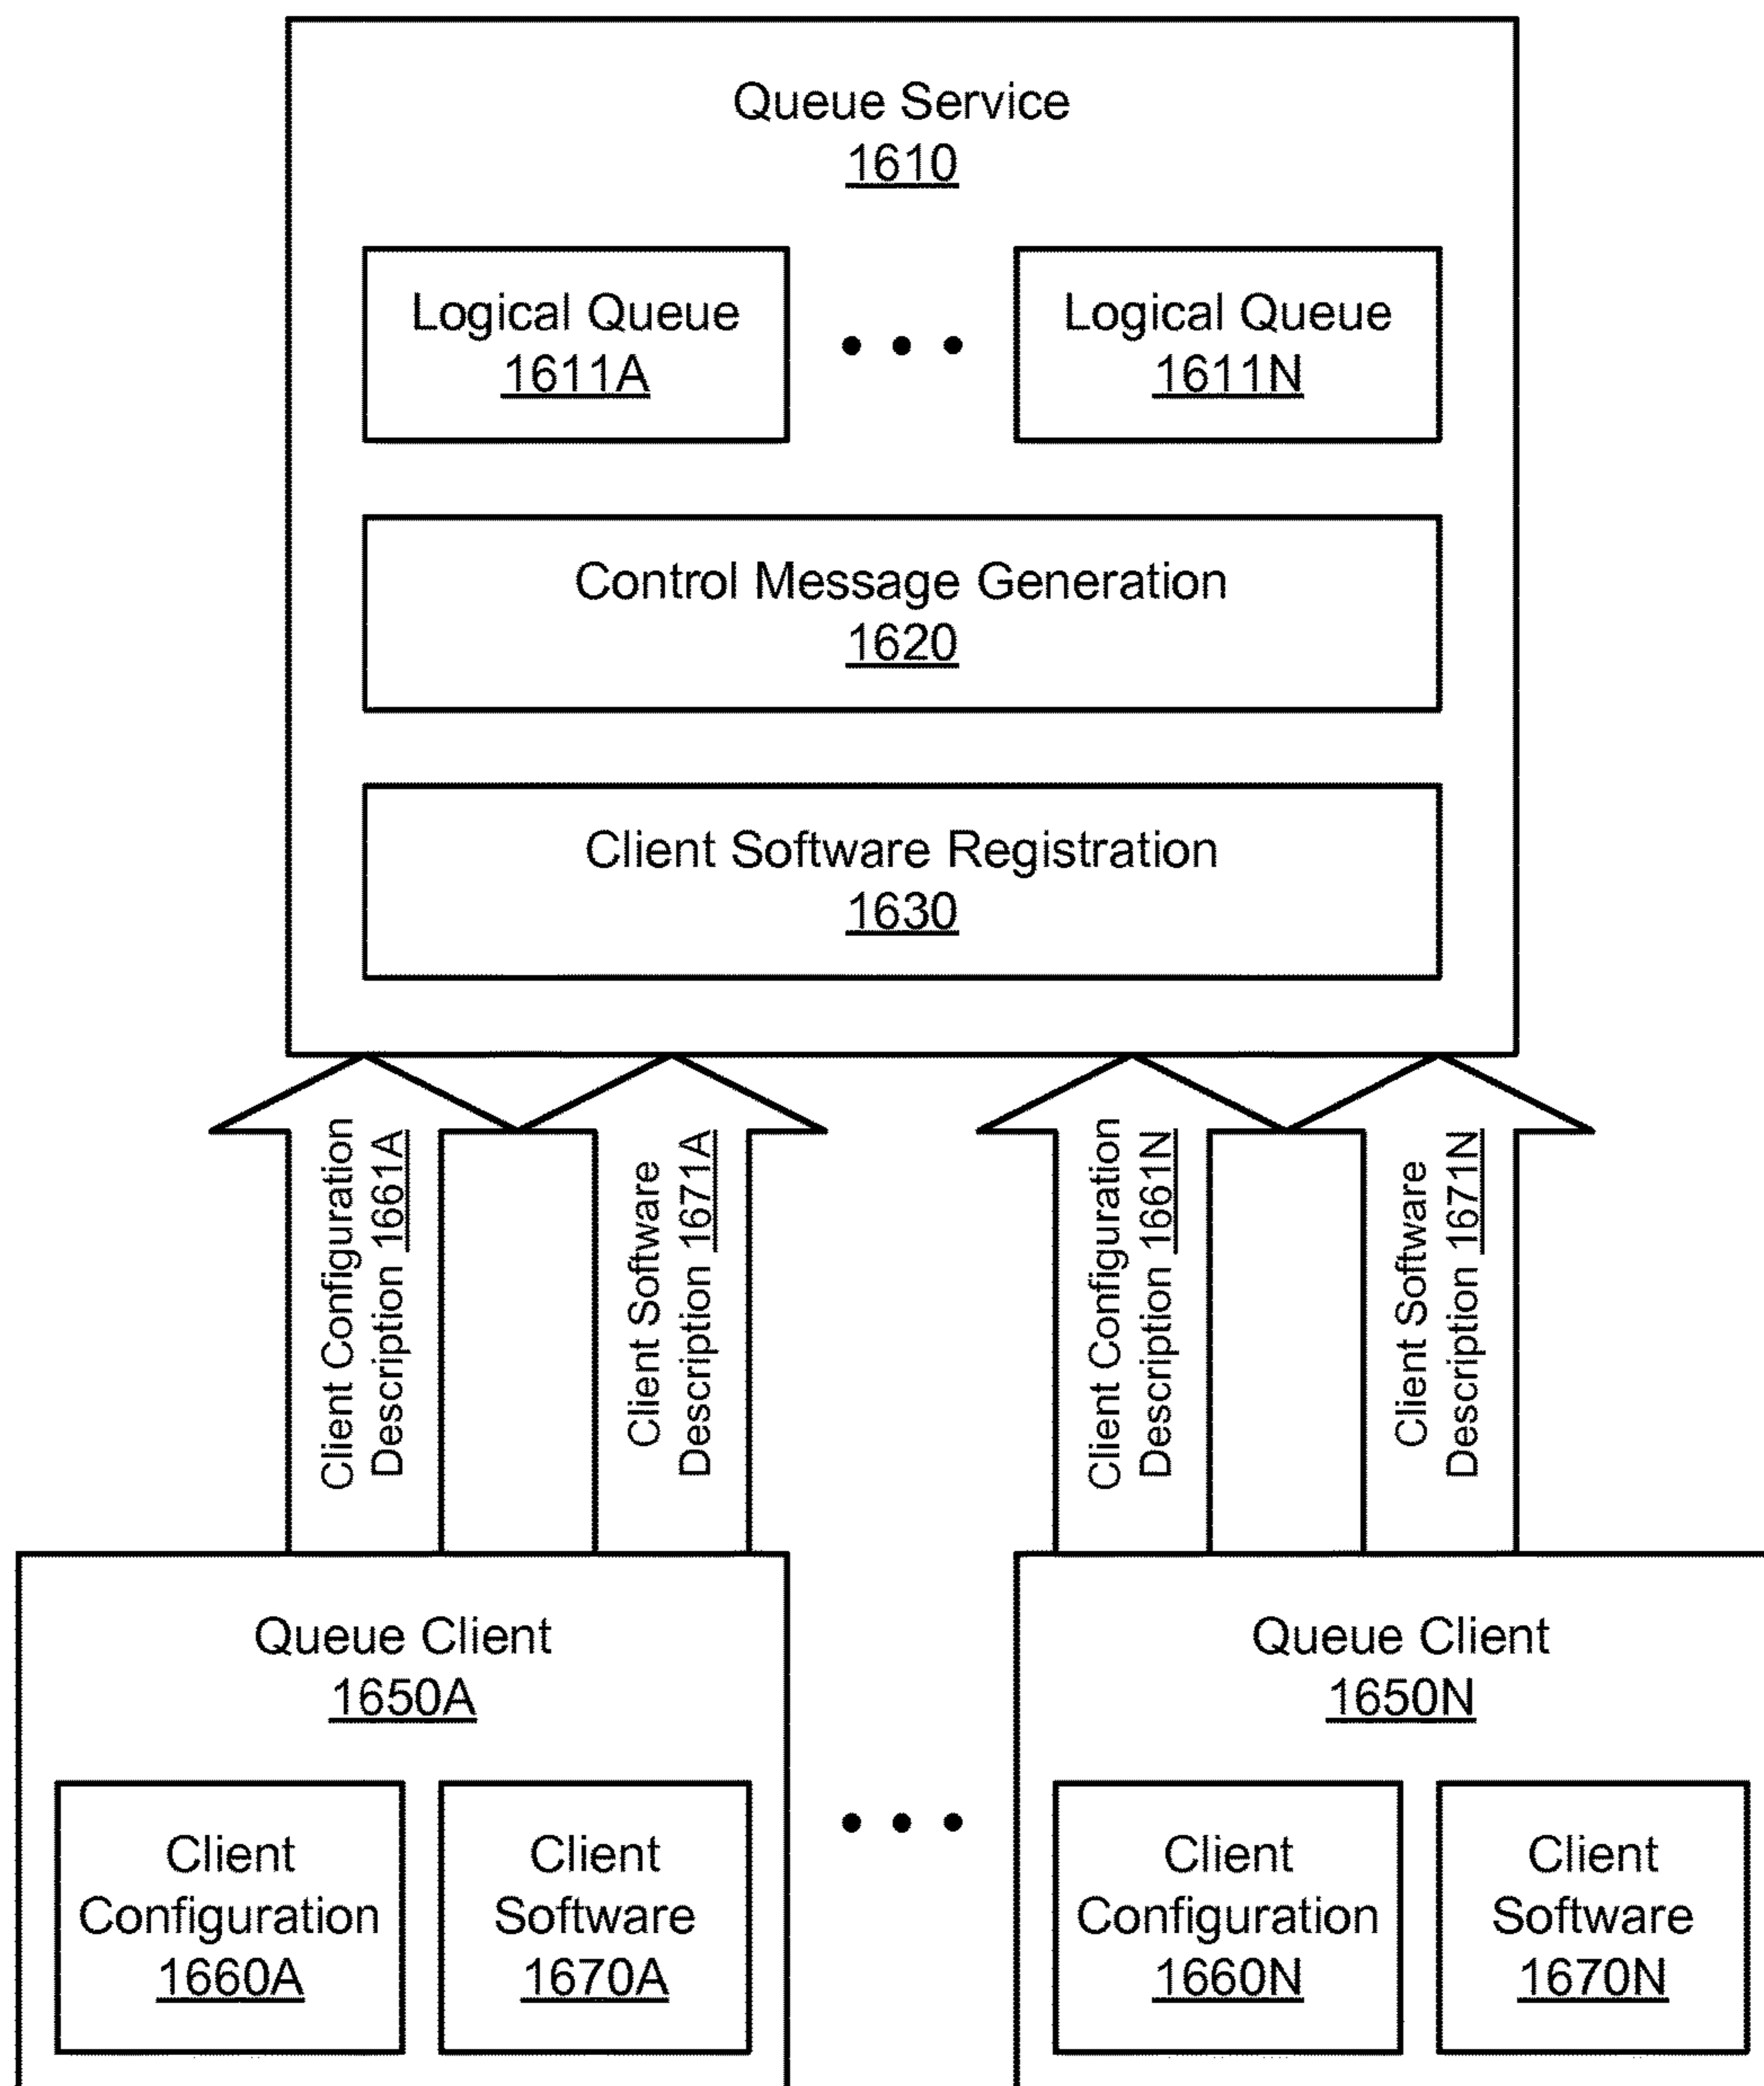 Queue Service
1610
Logical Queue
1611A
Logical Queue
1611N
Control Message Generation
1620
Client Software Registration
1630
Client Configuration
Description 1661A
Client Software
Description 1671A
Client Configuration
Description 1661N
Client Software
Description 1671N
Queue Client
1650A
Client
Configuration
1660A
Client
Software
1670A
Queue Client
1650N
Client
Configuration
1660N
Client
Software
1670N